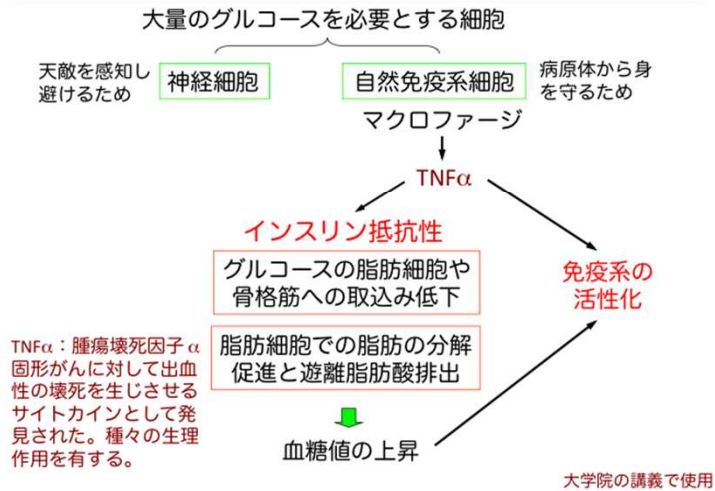 大量のグルコースを必要とする細胞
天敵を感知し
避けるため
神経細胞
自然免疫系細胞
病原体から身
を守るため
マクロファージ
TNFα
インスリン抵抗性
グルコースの脂肪細胞や
骨格筋への取込み低下
免疫系の
活性化
脂肪細胞での脂肪の分解
促進と遊離脂肪酸排出
TNFα:腫瘍壊死因子α
固形がんに対して出血
性の壊死を生じさせる
サイトカインとして発
見された。種々の生理
作用を有する。
血糖値の上昇
大学院の講義で使用